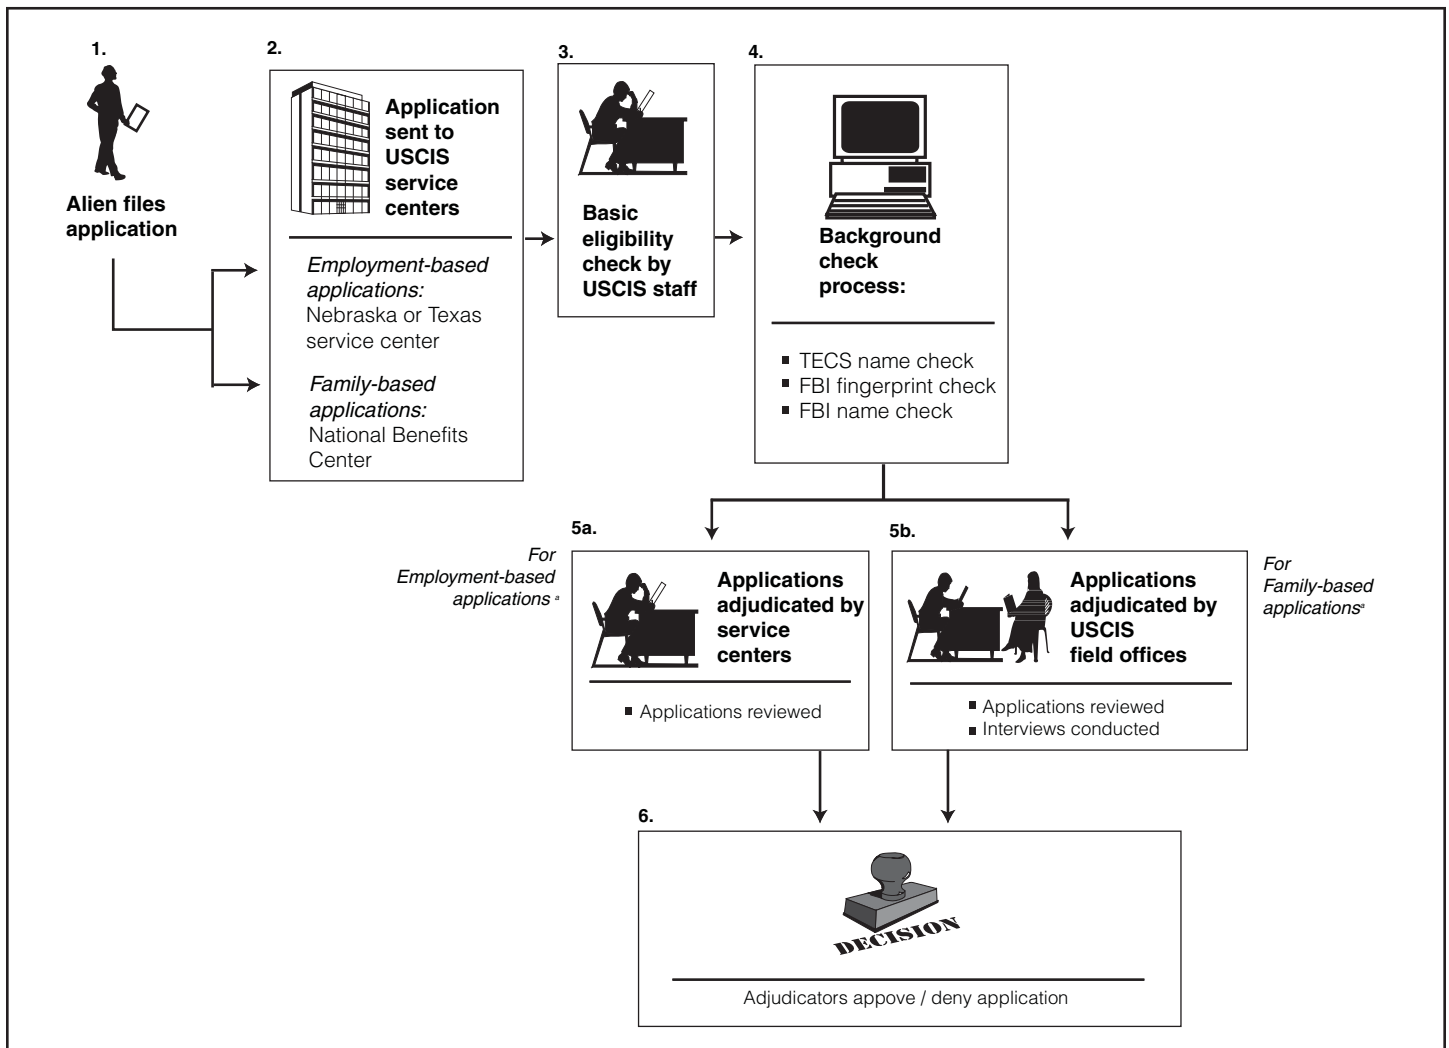 1.
Alien files
application
2.
Application
sent to
USCIS
service
centers
Employment-based
applications:
Nebraska or Texas
service center
Family-based
applications:
National Benefits
Center
3.
Basic
eligibility
check by
USCIS staff
4.
Background
check
process:
■ TECS name check
■ FBI fingerprint check
■ FBI name check
5a.
For
Employment-based
applications a
Applications
adjudicated by
service
centers
■ Applications reviewed
5b.
Applications
adjudicated by
USCIS
field offices
■ Applications reviewed
■ Interviews conducted
For
Family-based
applicationsa
6.
DECISION
Adjudicators appove / deny application